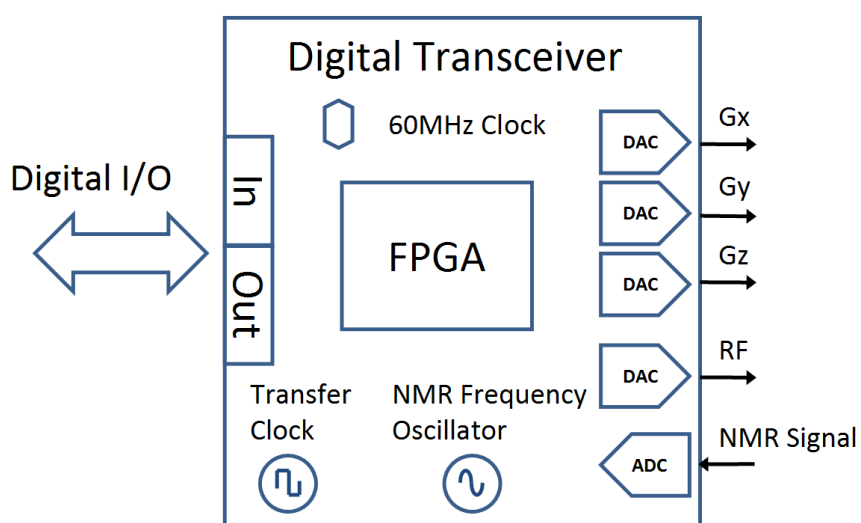 Digital Transceiver
60MHz Clock
Digital I/O
In
Out
FPGA
DAC
Gx
DAC
Gy
DAC
Gz
DAC
RF
ADC
NMR Signal
Transfer
Clock
NMR Frequency
Oscillator